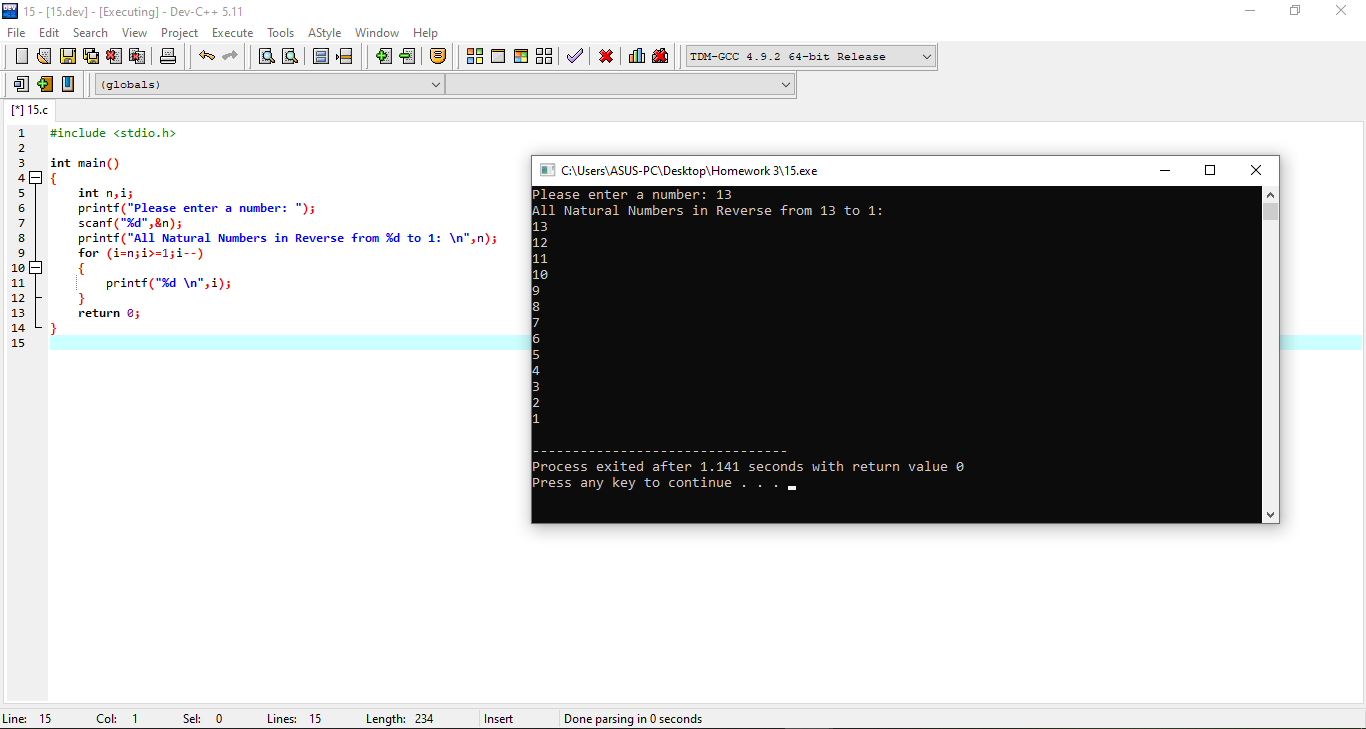 15 - [15.dev] - [Executing] - Dev-C++ 5.11
File Edit Search View Project Execute Tools AStyle Window Help
TDM-GCC 4.9.2 64-bit Release
(globals)
[*] 15.c
1 #include <stdio.h>
2
3 int main()
4 {
5 int n,i;
6 printf("Please enter a number: ");
7 scanf("%d",&n);
8 printf("All Natural Numbers in Reverse from %d to 1: \n",n);
9 for (i=n;i>=1;i--)
10 {
11 printf("%d \n",i);
12 }
13 return 0;
14 }
15
C:\Users\ASUS-PC\Desktop\Homework 3\15.exe
Please enter a number: 13
All Natural Numbers in Reverse from 13 to 1:
13
12
11
10
9
8
7
6
5
4
3
2
1
--------------------------------
Process exited after 1.141 seconds with return value 0
Press any key to continue . . .
Line: 15 Col: 1 Sel: 0 Lines: 15 Length: 234 Insert Done parsing in 0 seconds